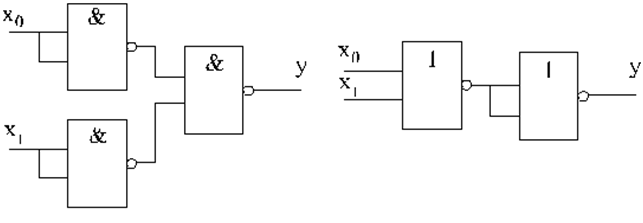 x₀ & & y
x₁ &
x₀ 1 1 y
x₁